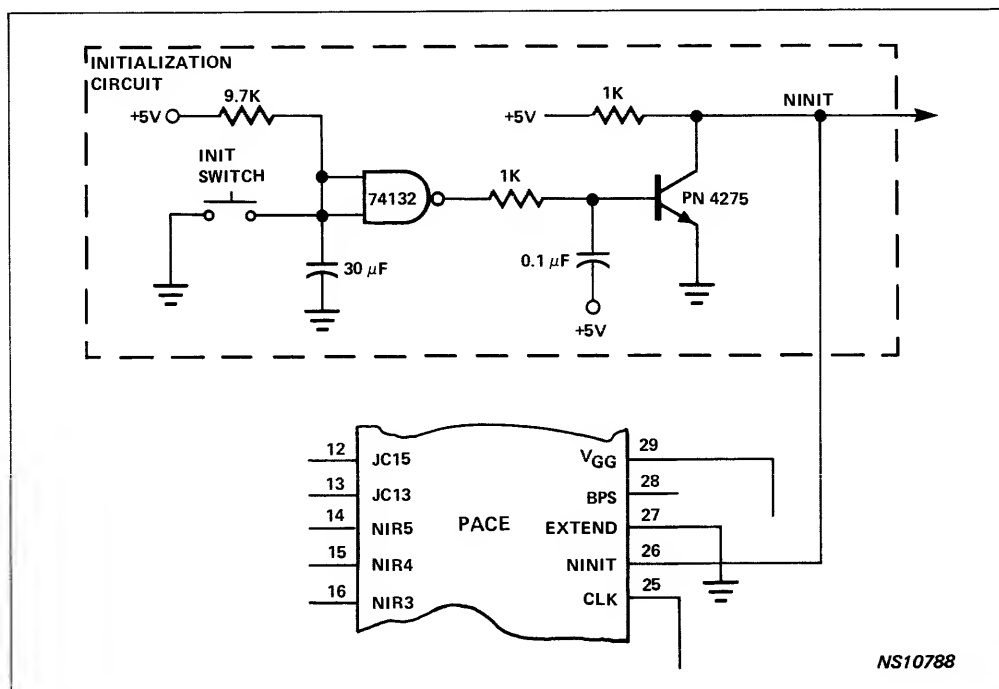 INITIALIZATION
CIRCUIT
9.7K
+5V
1K
+5V
NINIT
INIT
SWITCH
74132
1K
PN 4275
30 μF
0.1 μF
+5V
12
JC15
13
JC13
14
NIR5
15
NIR4
16
NIR3
PACE
VGG
29
BPS
28
EXTEND
27
NINIT
26
CLK
25
NS10788